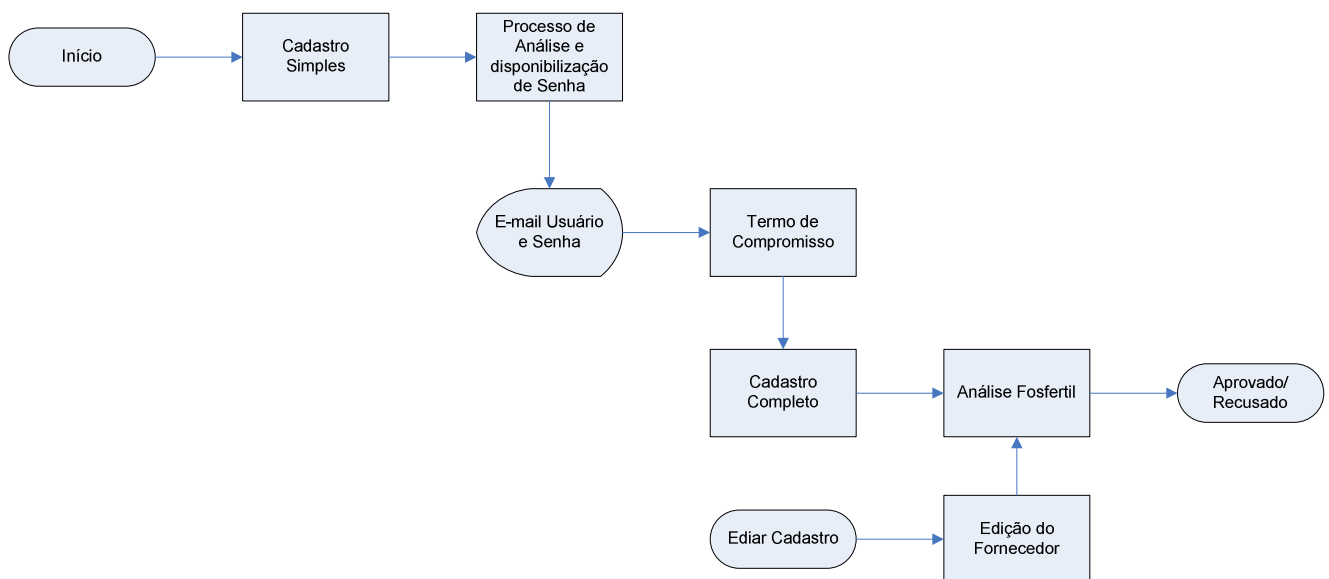 Início
Cadastro
Simples
Processo de
Análise e
disponibilização
de Senha
E-mail Usuário
e Senha
Termo de
Compromisso
Cadastro
Completo
Análise Fosfertil
Aprovado/
Recusado
Ediar Cadastro
Edição do
Fornecedor